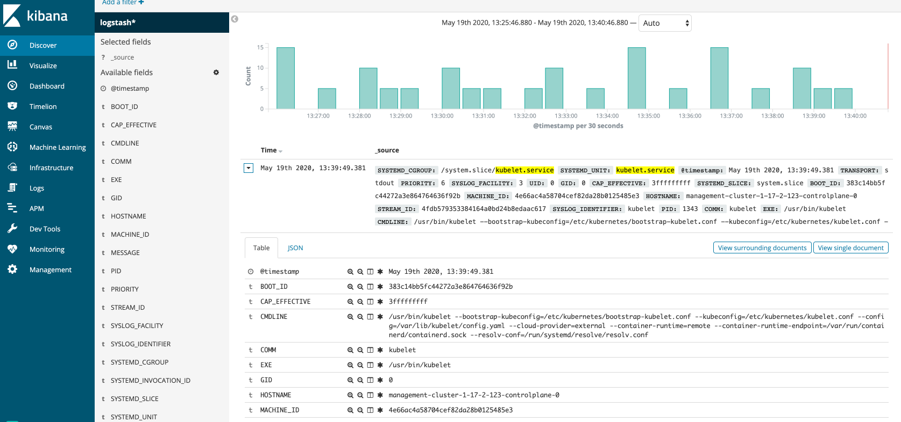 Add a filter +
kibana
logstash*
May 19th 2020, 13:25:46.880 - May 19th 2020, 13:40:46.880 —
Auto
Discover
Visualize
Dashboard
Timelion
Canvas
Machine Learning
Infrastructure
Logs
APM
Dev Tools
Monitoring
Management
Selected fields
? _source
Available fields
@timestamp
t BOOT_ID
t CAP_EFFECTIVE
t CMDLINE
t COMM
t EXE
t GID
t HOSTNAME
t MACHINE_ID
t MESSAGE
t PID
t PRIORITY
t STREAM_ID
t SYSLOG_FACILITY
t SYSLOG_IDENTIFIER
t SYSTEMD_CGROUP
t SYSTEMD_INVOCATION_ID
t SYSTEMD_SLICE
t SYSTEMD_UNIT
Count
15
10
5
0
13:27:00 13:28:00 13:29:00 13:30:00 13:31:00 13:32:00 13:33:00 13:34:00 13:35:00 13:36:00 13:37:00 13:38:00 13:39:00 13:40:00
@timestamp per 30 seconds
Time _source
May 19th 2020, 13:39:49.381
SYSTEMD_CGROUP: /system.slice/kubelet.service SYSTEMD_UNIT: kubelet.service @timestamp: May 19th 2020, 13:39:49.381 TRANSPORT: s
tdout PRIORITY: 6 SYSLOG_FACILITY: 3 UID: 0 GID: 0 CAP_EFFECTIVE: 3fffffffff SYSTEMD_SLICE: system.slice BOOT_ID: 383c14bb5f
c44272a3e864764636f92b MACHINE_ID: 4e66ac4a58704cef82da28b0125485e3 HOSTNAME: management-cluster-1-17-2-123-controlplane-0
STREAM_ID: 4fdb579353384164a0bd24b8edaac617 SYSLOG_IDENTIFIER: kubelet PID: 1343 COMM: kubelet EXE: /usr/bin/kubelet
CMDLINE: /usr/bin/kubelet --bootstrap-kubeconfig=/etc/kubernetes/bootstrap-kubelet.conf --kubeconfig=/etc/kubernetes/kubelet.conf -
Table JSON
View surrounding documents View single document
@timestamp May 19th 2020, 13:39:49.381
t BOOT_ID 383c14bb5fc44272a3e864764636f92b
t CAP_EFFECTIVE 3fffffffff
t CMDLINE /usr/bin/kubelet --bootstrap-kubeconfig=/etc/kubernetes/bootstrap-kubelet.conf --kubeconfig=/etc/kubernetes/kubelet.conf --confi
g=/var/lib/kubelet/config.yaml --cloud-provider=external --container-runtime=remote --container-runtime-endpoint=/var/run/contai
nerd/containerd.sock --resolv-conf=/run/systemd/resolve/resolv.conf
t COMM kubelet
t EXE /usr/bin/kubelet
t GID 0
t HOSTNAME management-cluster-1-17-2-123-controlplane-0
t MACHINE_ID 4e66ac4a58704cef82da28b0125485e3